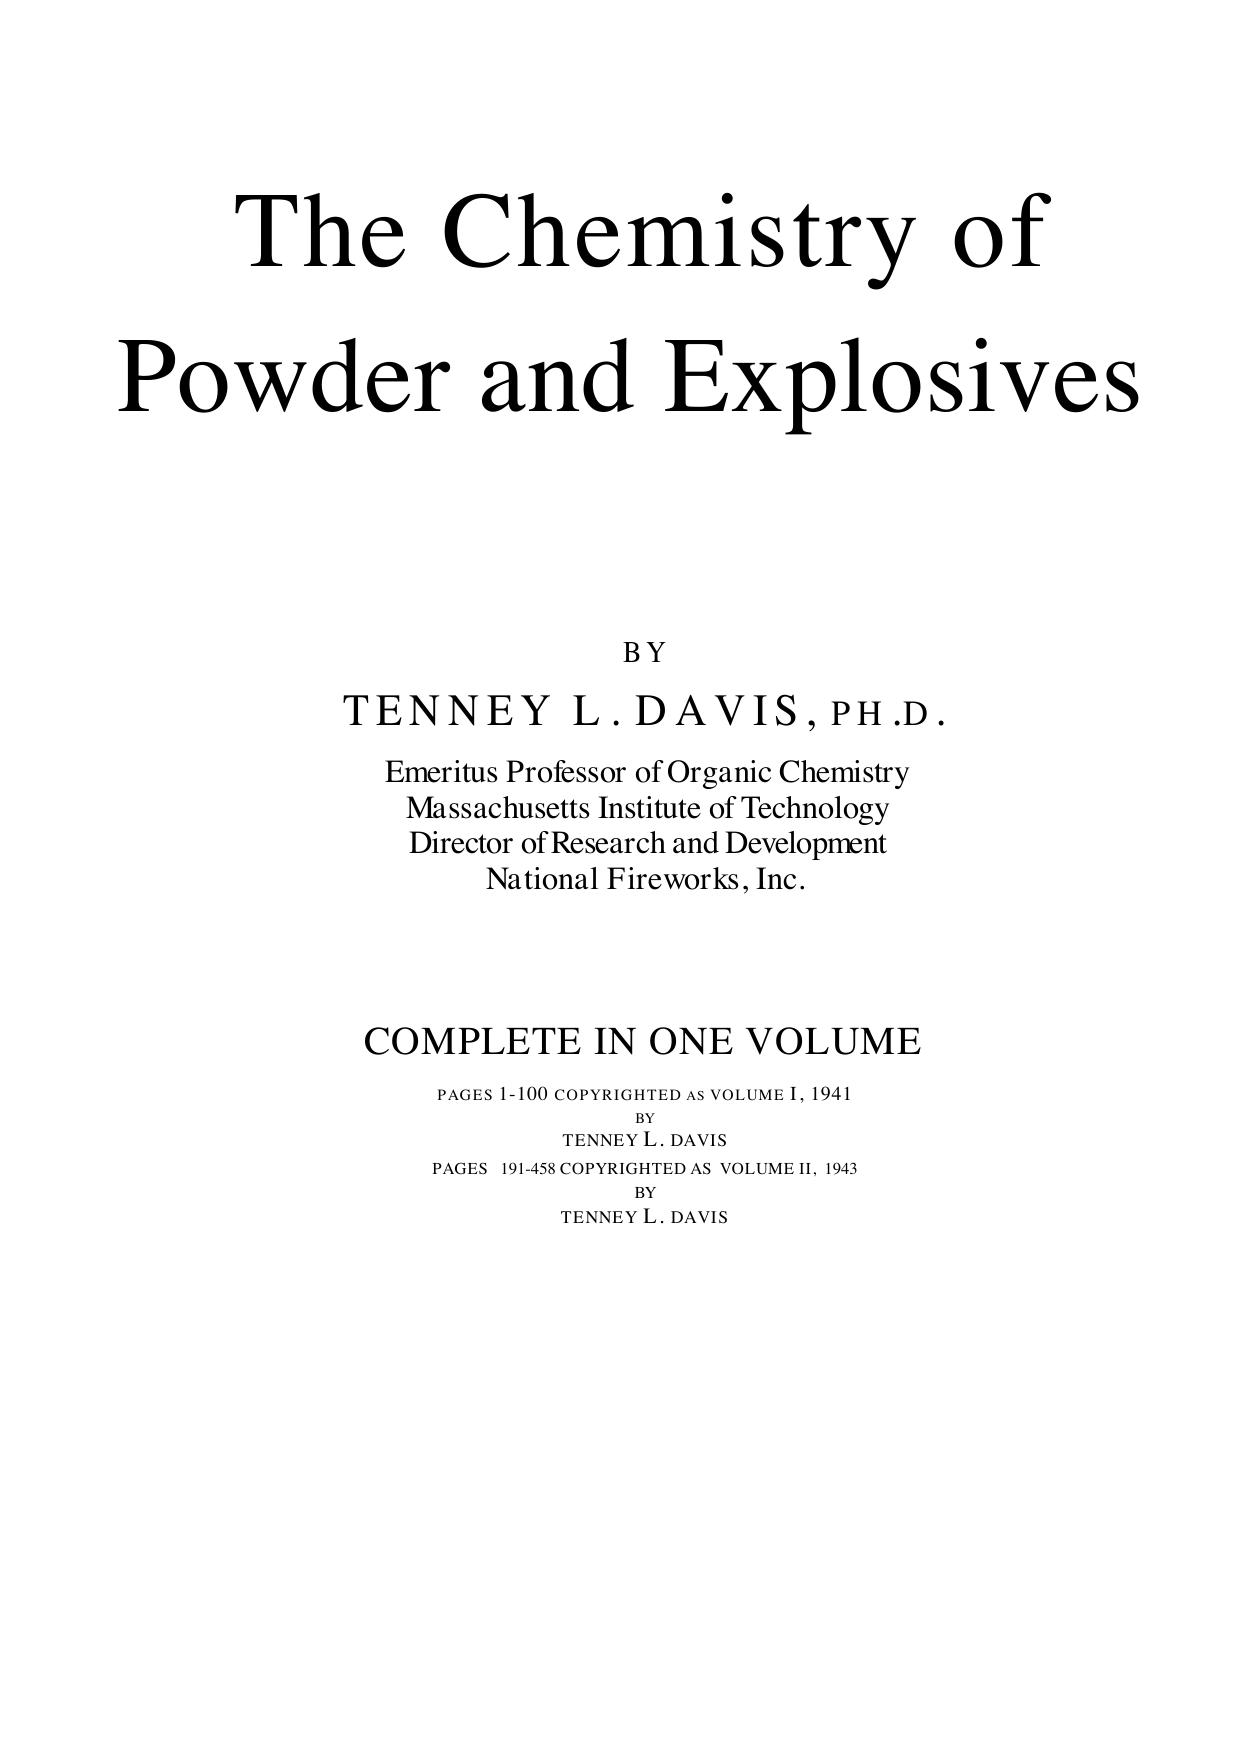 The Chemistry of
Powder and Explosives
BY
TENNEY L. DAVIS, PH.D.
Emeritus Professor of Organic Chemistry
Massachusetts Institute of Technology
Director of Research and Development
National Fireworks, Inc.
COMPLETE IN ONE VOLUME
PAGES 1-100 COPYRIGHTED AS VOLUME I, 1941
BY
TENNEY L. DAVIS
PAGES 191-458 COPYRIGHTED AS VOLUME II, 1943
BY
TENNEY L. DAVIS